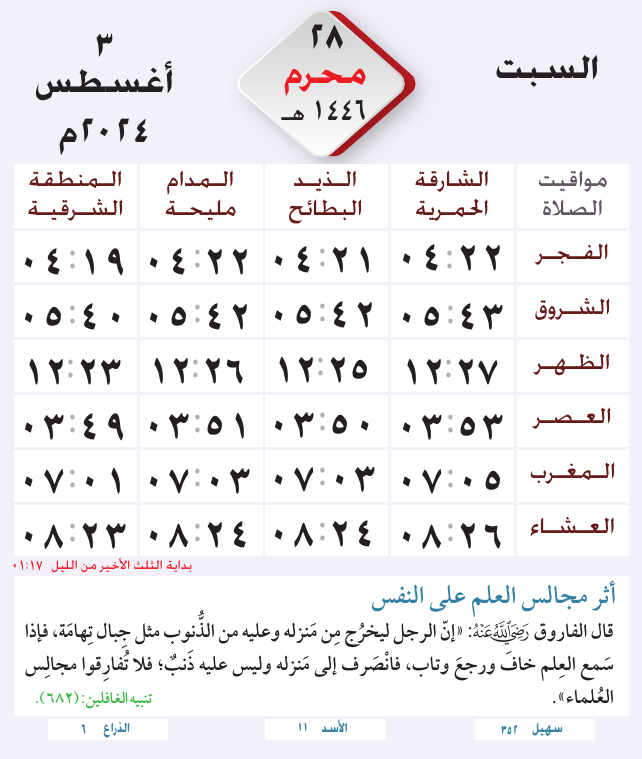 السبت
٢٨
محرم
١٤٤٦ هـ
٣
أغسطس
٢٠٢٤م
مواقيت الصلاة | الشارقة الحمرية | الذيد البطائح | المدام مليحة | المنطقة الشرقية
الفجر ٠٤:٢٢ ٠٤:٢١ ٠٤:٢٢ ٠٤:١٩
الشروق ٠٥:٤٣ ٠٥:٤٢ ٠٥:٤٢ ٠٥:٤٠
الظهر ١٢:٢٧ ١٢:٢٥ ١٢:٢٦ ١٢:٢٣
العصر ٠٣:٥٣ ٠٣:٥٠ ٠٣:٥١ ٠٣:٤٩
المغرب ٠٧:٠٥ ٠٧:٠٣ ٠٧:٠٣ ٠٧:٠١
العشاء ٠٨:٢٦ ٠٨:٢٤ ٠٨:٢٤ ٠٨:٢٣
بداية الثلث الأخير من الليل ٠١:١٧
أثر مجالس العلم على النفس
قال الفاروق رَضِيَ اللَّهُ عَنْهُ: «إنّ الرجل ليخرُج مِن مَنزله وعليه من الذُّنوب مثل جِبال تِهامَة، فإذا
سَمع العِلم خافَ ورجعَ وتاب، فانْصَرف إلى مَنزله وليس عليه ذَنبٌ؛ فلا تُفارِقوا مجالِس
العُلماء».
تنبيه الغافلين: (٦٨٢).
سهيل ٣٥٢
الأسد ١١
الذراع ٦